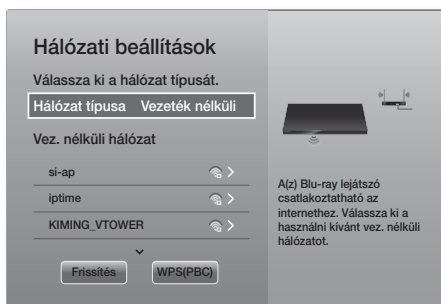 Hálózati beállítások
Válassza ki a hálózat típusát.
Hálózat típusa Vezeték nélküli
Vez. nélküli hálózat
si-ap
iptime
KIMING_VTOWER
Frissítés WPS(PBC)
A(z) Blu-ray lejátszó
csatlakoztatható az
internethez. Válassza ki a
használni kívánt vez. nélküli
hálózatot.